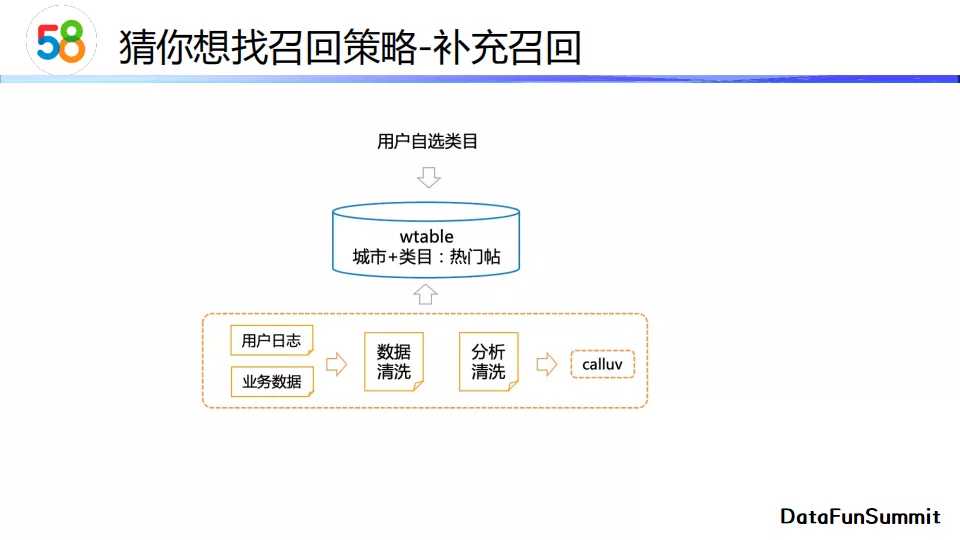 58
猜你想找召回策略-补充召回
用户自选类目
wtable
城市+类目：热门帖
用户日志
业务数据
数据
清洗
分析
清洗
calluv
DataFunSummit